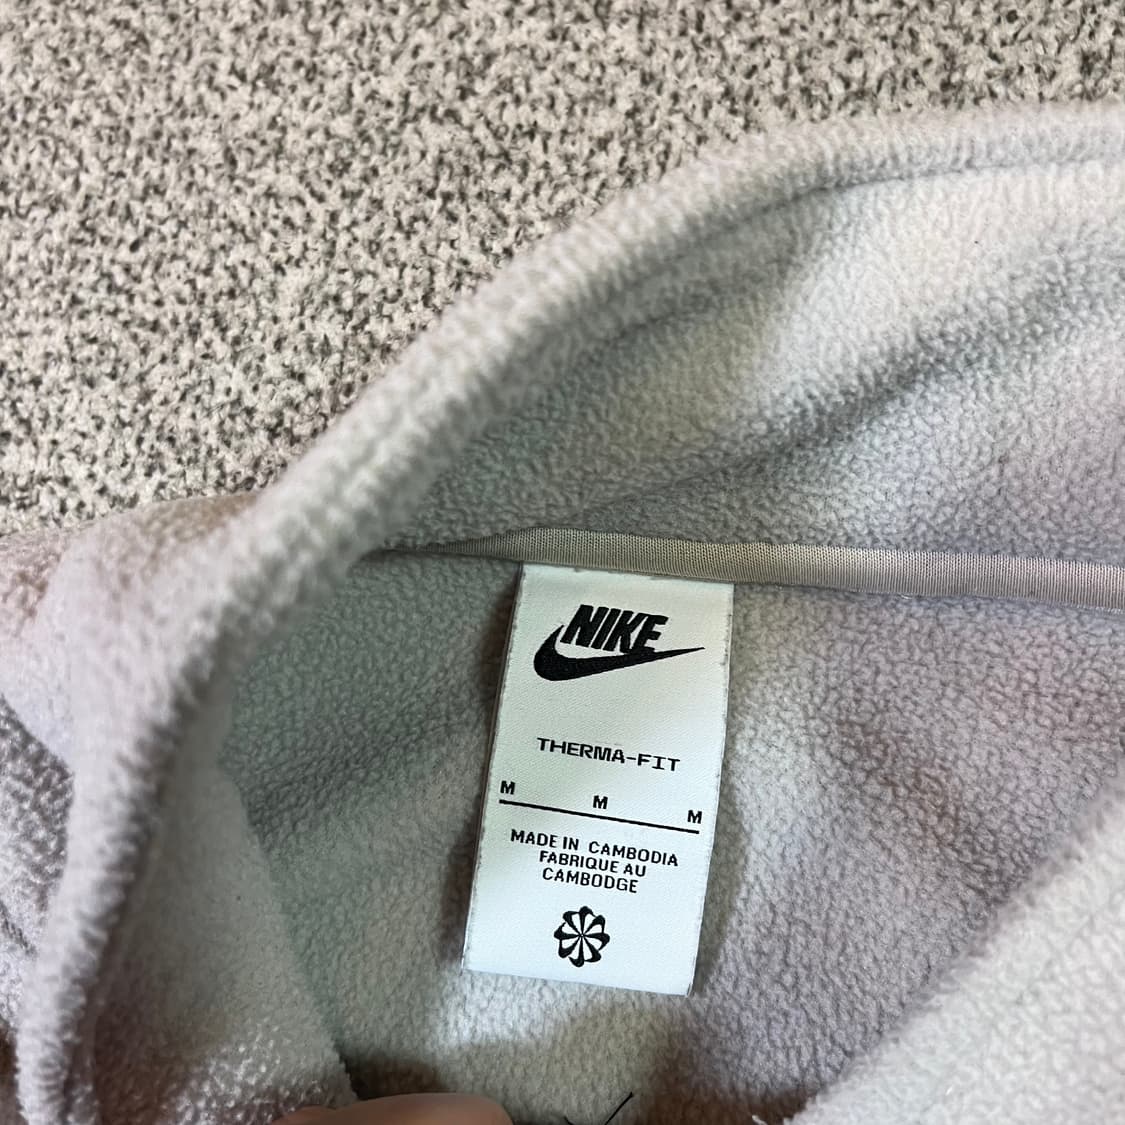 NIKE
THERMA-FIT
M M M
MADE IN CAMBODIA
FABRIQUE AU
CAMBODGE